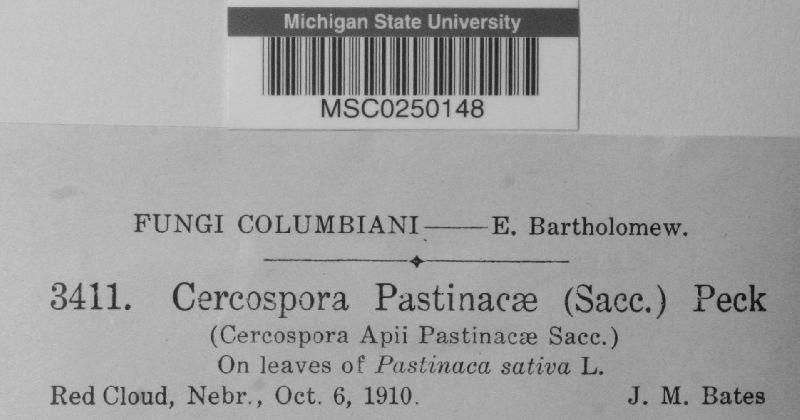 Michigan State University
MSC0250148
FUNGI COLUMBIANI—E. Bartholomew.
3411. Cercospora Pastinacæ (Sacc.) Peck
(Cercospora Apii Pastinacæ Sacc.)
On leaves of Pastinaca sativa L.
Red Cloud, Nebr., Oct. 6, 1910. J. M. Bates